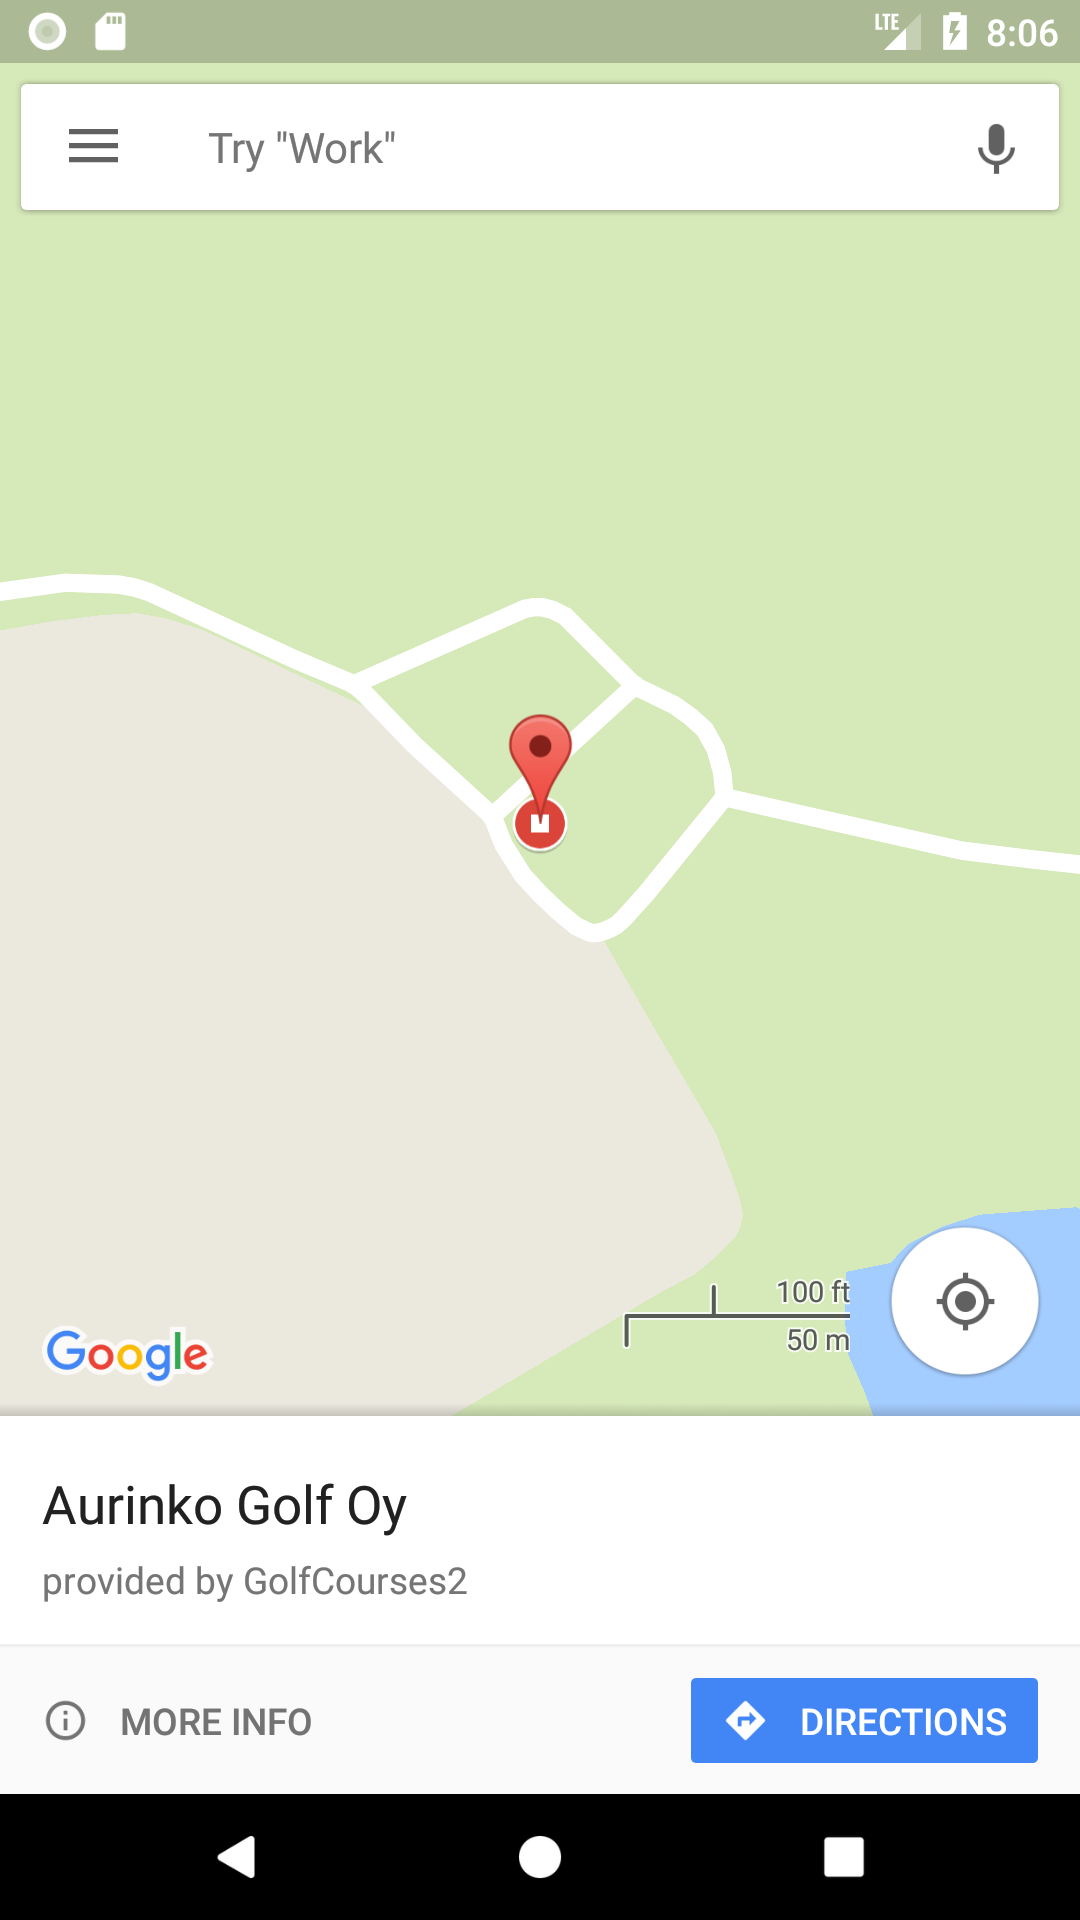 LTE 8:06
Try "Work"
100 ft
50 m
Google
Aurinko Golf Oy
provided by GolfCourses2
MORE INFO
DIRECTIONS